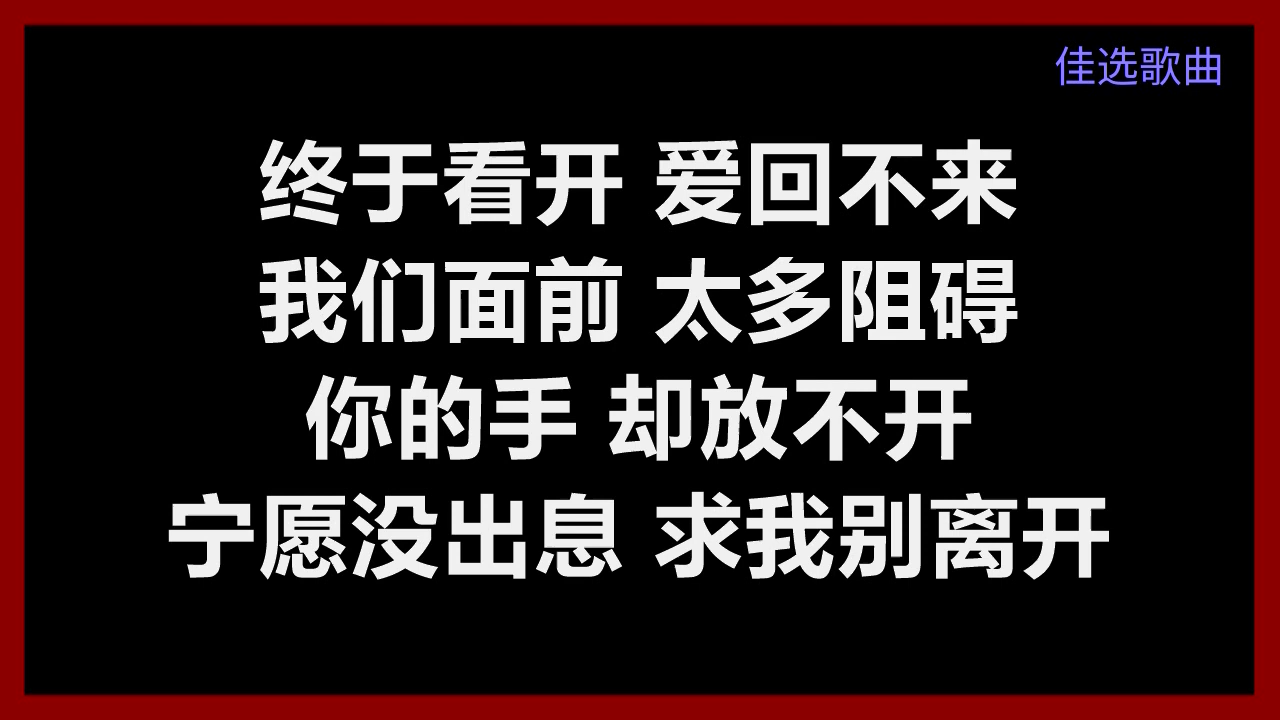 佳选歌曲
终于看开 爱回不来
我们面前 太多阻碍
你的手 却放不开
宁愿没出息 求我别离开